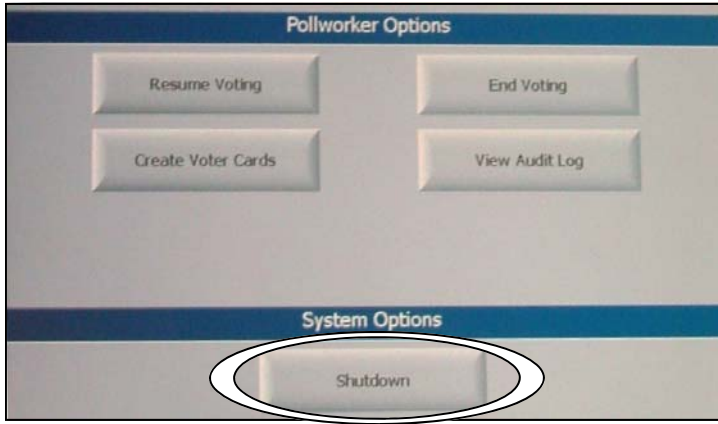 Pollworker Options
Resume Voting End Voting
Create Voter Cards View Audit Log
System Options
Shutdown